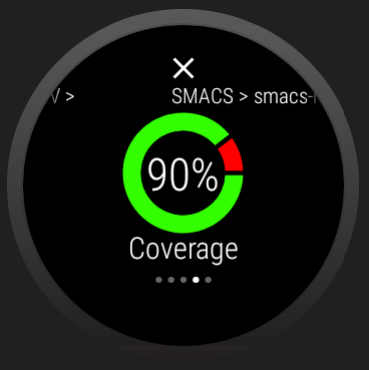 V > SMACS > smacs-
90%
Coverage